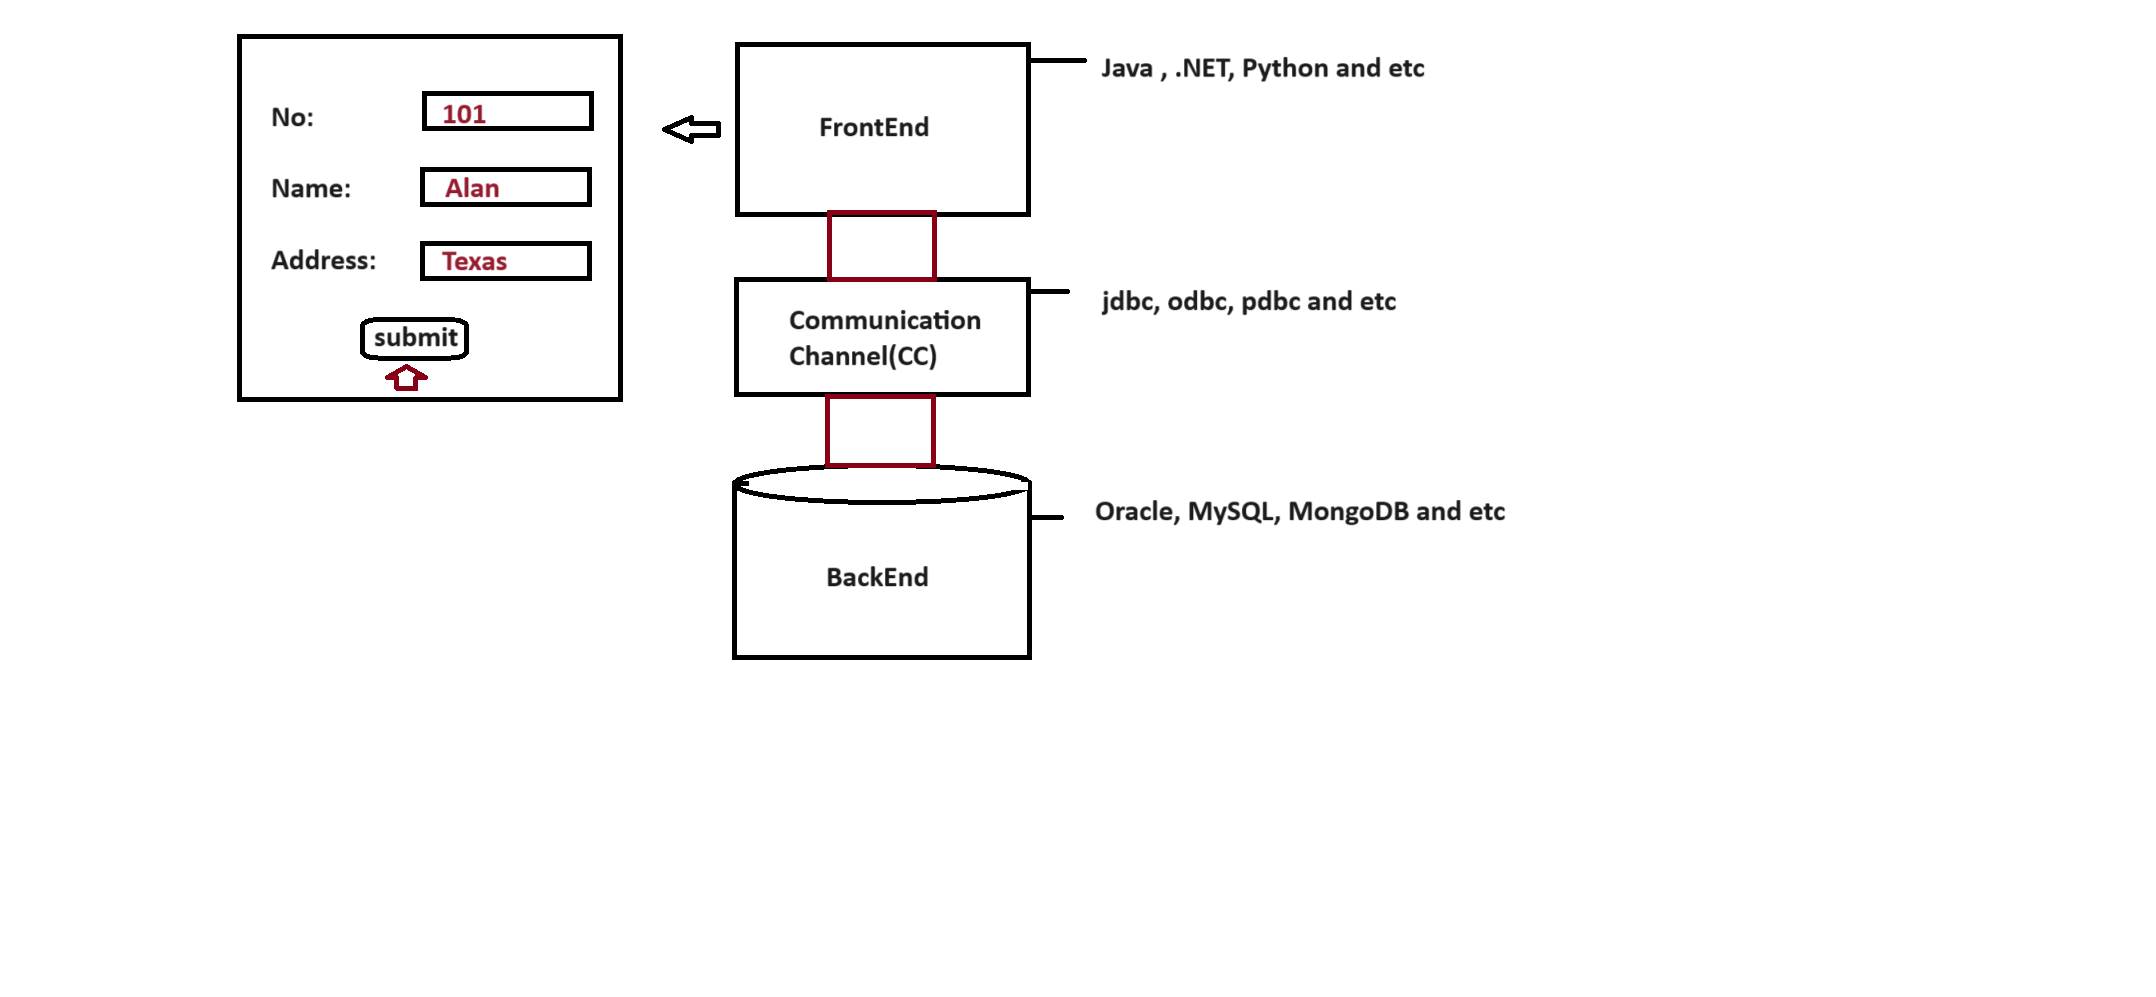 No: 101
Name: Alan
Address: Texas
submit
FrontEnd
Java , .NET, Python and etc
Communication
Channel(CC)
jdbc, odbc, pdbc and etc
BackEnd
Oracle, MySQL, MongoDB and etc